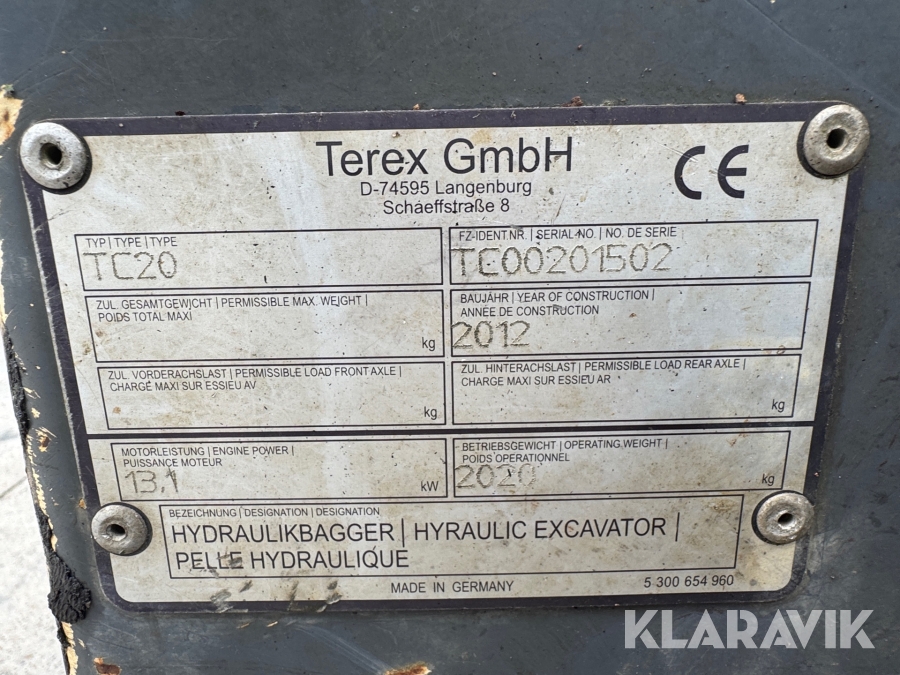 Terex GmbH
CE
D-74595 Langenburg
Schaeffstraße 8
TYP | TYPE | TYPE
TC20
FZ-IDENT.NR. | SERIAL-NO. | NO. DE SERIE
TC00201502
ZUL. GESAMTGEWICHT | PERMISSIBLE MAX. WEIGHT |
POIDS TOTAL MAXI
kg
BAUJAHR | YEAR OF CONSTRUCTION |
ANNÉE DE CONSTRUCTION
2012
ZUL. VORDERACHSLAST | PERMISSIBLE LOAD FRONT AXLE |
CHARGE MAXI SUR ESSIEU AV
kg
ZUL. HINTERACHSLAST | PERMISSIBLE LOAD REAR AXLE |
CHARGE MAXI SUR ESSIEU AR
kg
MOTORLEISTUNG | ENGINE POWER |
PUISSANCE MOTEUR
13,1 kW
BETRIEBSGEWICHT | OPERATING.WEIGHT |
POIDS OPERATIONNEL
2020 kg
BEZEICHNUNG | DESIGNATION | DESIGNATION
HYDRAULIKBAGGER | HYRAULIC EXCAVATOR |
PELLE HYDRAULIQUE
MADE IN GERMANY
5 300 654 960
KLARAVIK